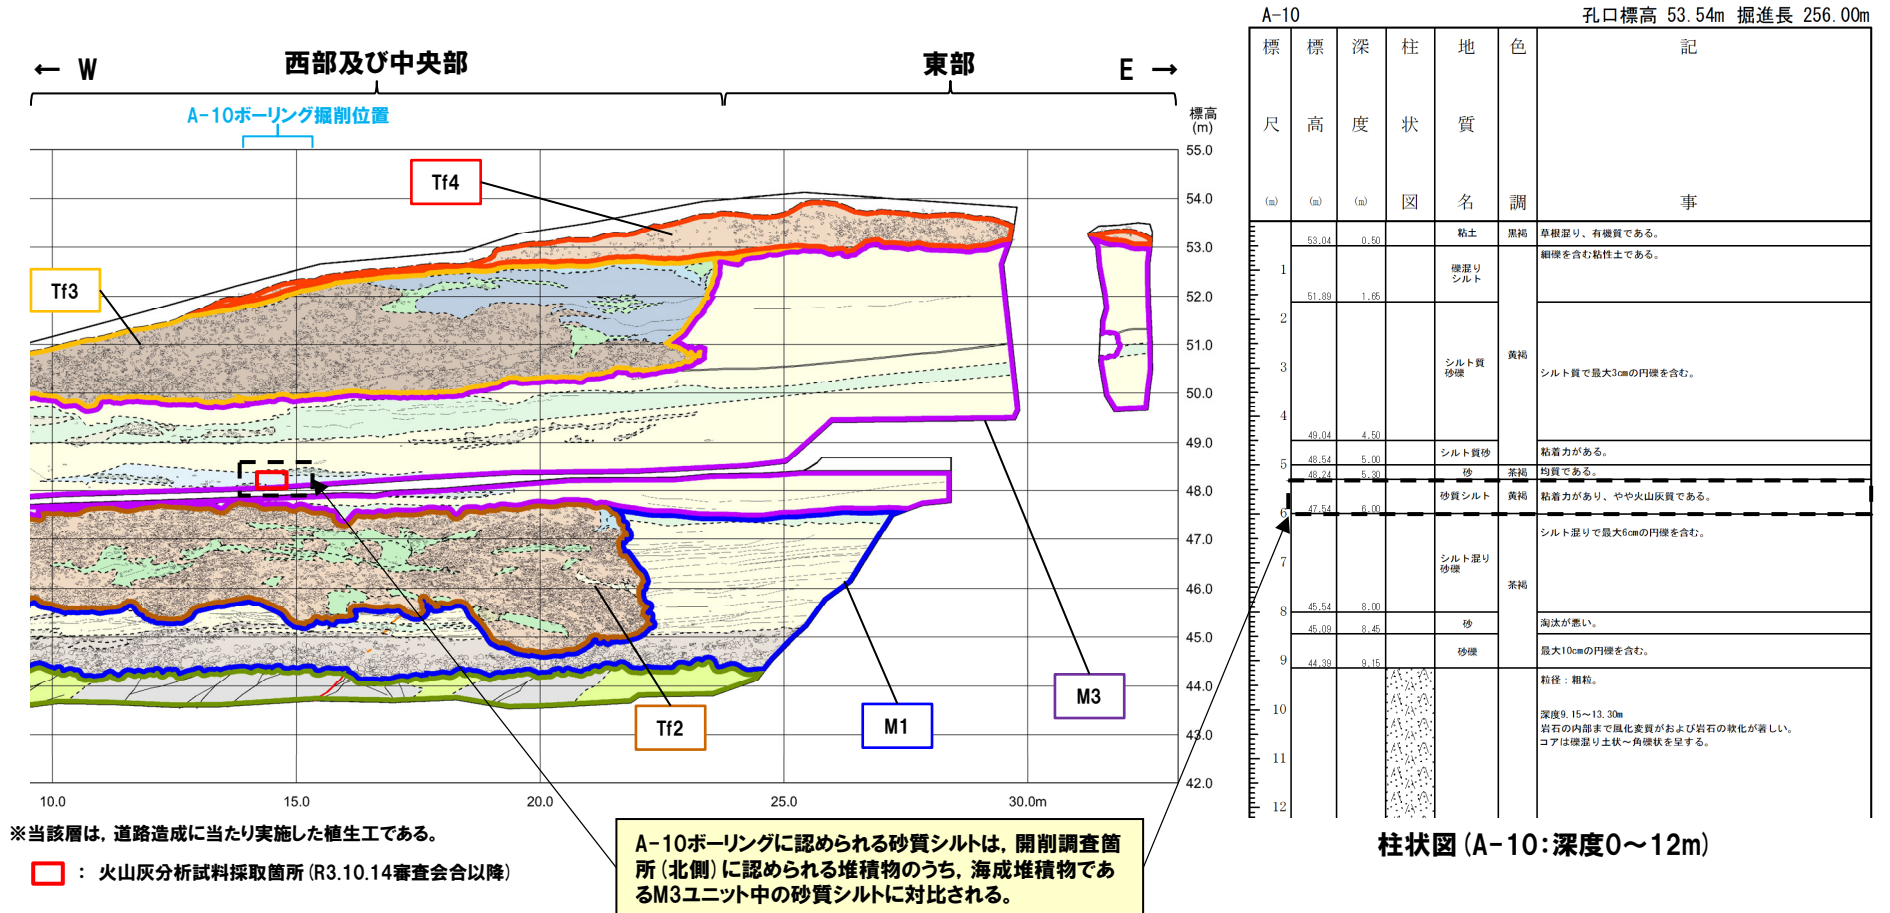 ← W
西部及び中央部
東部
E →
A-10ボーリング掘削位置
標高
(m)
55.0
54.0
53.0
52.0
51.0
50.0
49.0
48.0
47.0
46.0
45.0
44.0
43.0
42.0
Tf4
Tf3
Tf2
M1
M3
10.0
15.0
20.0
25.0
30.0m
※当該層は,道路造成に当たり実施した植生工である。
： 火山灰分析試料採取箇所(R3.10.14審査会合以降)
A-10ボーリングに認められる砂質シルトは,開削調査箇
所(北側)に認められる堆積物のうち,海成堆積物であ
るM3ユニット中の砂質シルトに対比される。
A-10
孔口標高 53.54m 掘進長 256.00m
標尺(m)
標高(m)
深度(m)
柱状図
地質名
色調
記事
53.04 0.50 粘土 黒褐 草根混り、有機質である。
1
51.89 1.65 礫混り
シルト
細礫を含む粘性土である。
2
3
4
49.04 4.50 シルト質
砂礫
黄褐
シルト質で最大3cmの円礫を含む。
48.54 5.00 シルト質砂 粘着力がある。
5
48.24 5.30 砂 茶褐 均質である。
47.54 6.00 砂質シルト 黄褐 粘着力があり、やや火山灰質である。
6
7
8
45.54 8.00 シルト混り
砂礫
茶褐
シルト混りで最大6cmの円礫を含む。
45.09 8.45 砂 淘汰が悪い。
44.39 9.15 砂礫 最大10cmの円礫を含む。
9
粒径：粗粒。
10
深度9.15～13.30m
岩石の内部まで風化変質がおよび岩石の軟化が著しい。
コアは礫混り土状～角礫状を呈する。
11
12
柱状図(A-10：深度0～12m)